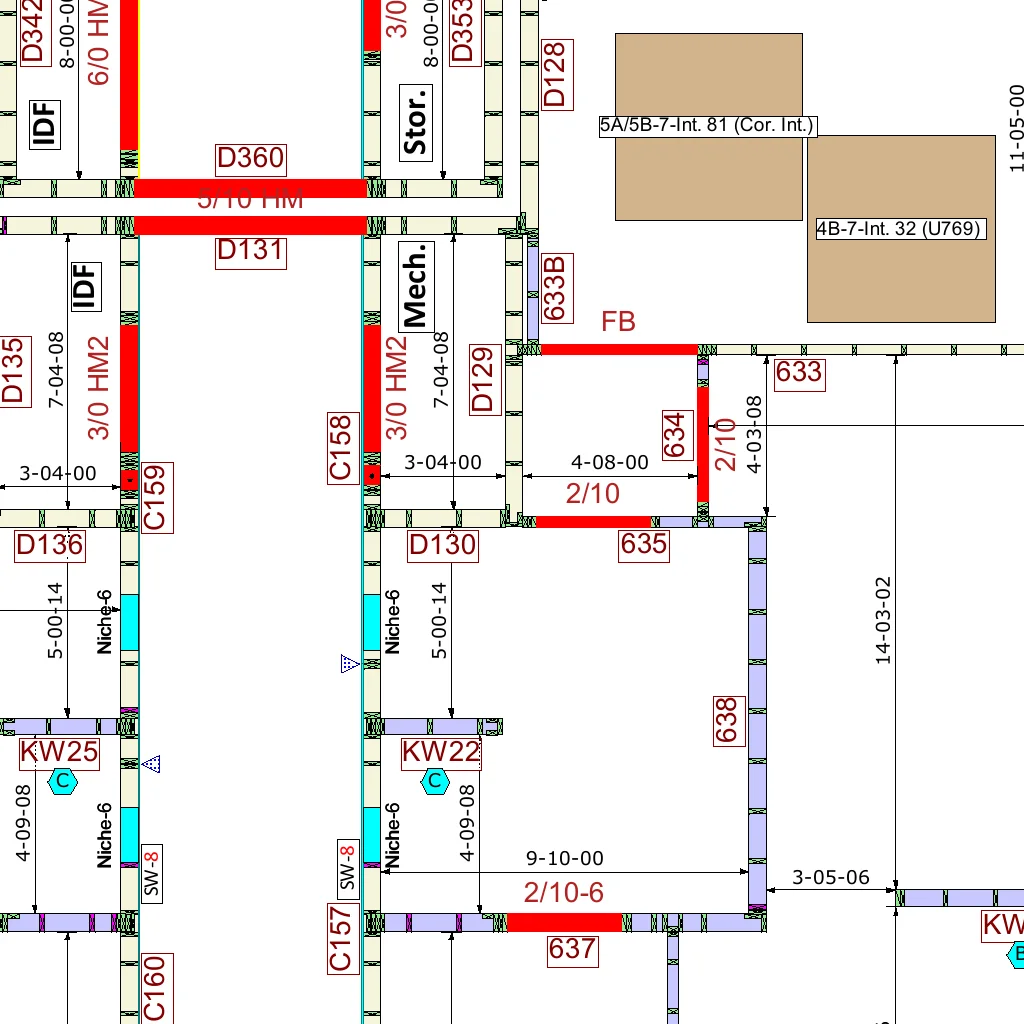 D342
8-00-0
6/0 HM
3/0
8-00-0
D353
D128
IDF
Stor.
5A/5B-7-Int. 81 (Cor. Int.)
11-05-00
D360
5/10 HM
D131
4B-7-Int. 32 (U769)
IDF
Mech.
633B
FB
D135
7-04-08
3/0 HM2
3/0 HM2
7-04-08
D129
633
634
2/10
4-03-08
C158
3-04-00
C159
3-04-00
4-08-00
2/10
D136
D130
635
5-00-14
Niche-6
Niche-6
5-00-14
14-03-02
638
KW25
KW22
C
C
4-09-08
Niche-6
SW-8
SW-8
Niche-6
4-09-08
9-10-00
2/10-6
3-05-06
637
C157
C160
KW